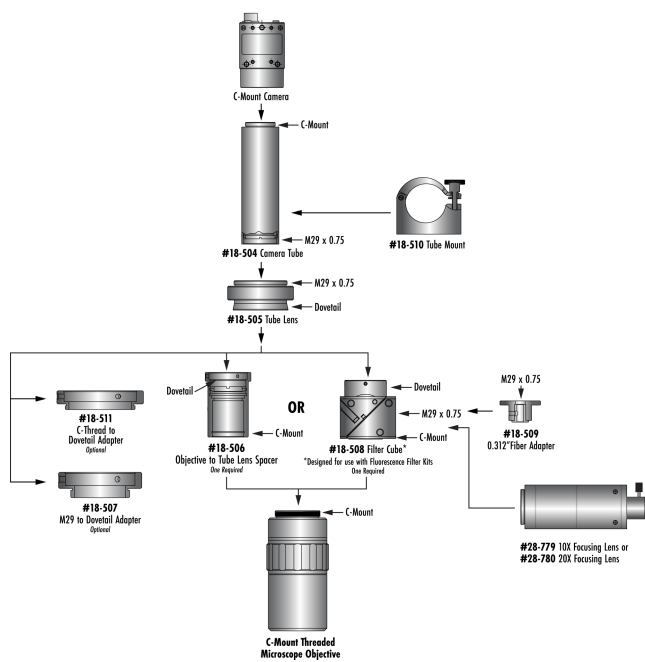 C-Mount Camera
C-Mount
M29 x 0.75
#18-504 Camera Tube
#18-510 Tube Mount
M29 x 0.75
Dovetail
#18-505 Tube Lens
#18-511
C-Thread to
Dovetail Adapter
Optional
#18-507
M29 to Dovetail Adapter
Optional
Dovetail
C-Mount
#18-506
Objective to Tube Lens Spacer
One Required
OR
Dovetail
M29 x 0.75
C-Mount
#18-508 Filter Cube*
*Designed for use with Fluorescence Filter Kits
One Required
M29 x 0.75
#18-509
0.312"Fiber Adapter
#28-779 10X Focusing Lens or
#28-780 20X Focusing Lens
C-Mount
C-Mount Threaded
Microscope Objective